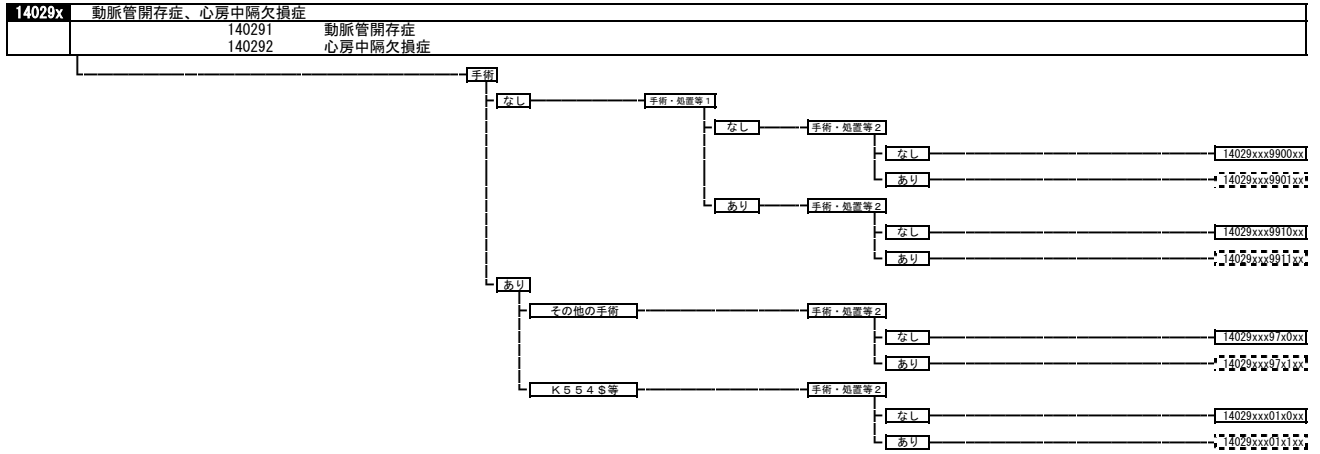 14029x 動脈管開存症、心房中隔欠損症
140291 動脈管開存症
140292 心房中隔欠損症
手術
なし 手術・処置等1
なし 手術・処置等2
なし 14029xxx9900xx
あり 14029xxx9901xx
あり 手術・処置等2
なし 14029xxx9910xx
あり 14029xxx9911xx
あり
その他の手術 手術・処置等2
なし 14029xxx97x0xx
あり 14029xxx97x1xx
K554$等 手術・処置等2
なし 14029xxx01x0xx
あり 14029xxx01x1xx